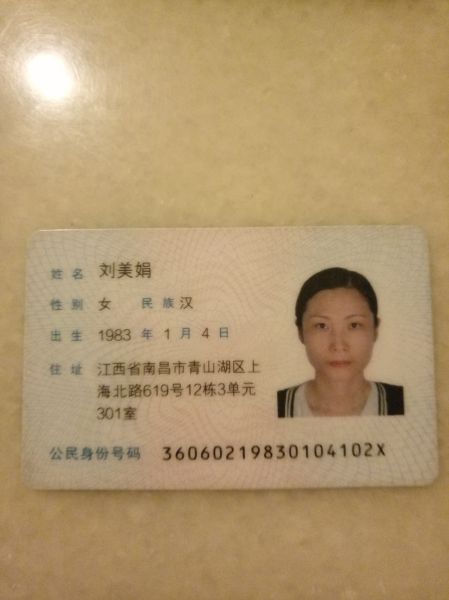 姓名 刘美娟
性别 女 民族 汉
出生 1983 年 1 月 4 日
住址 江西省南昌市青山湖区上
海北路619号12栋3单元
301室
公民身份号码 36060219830104102X